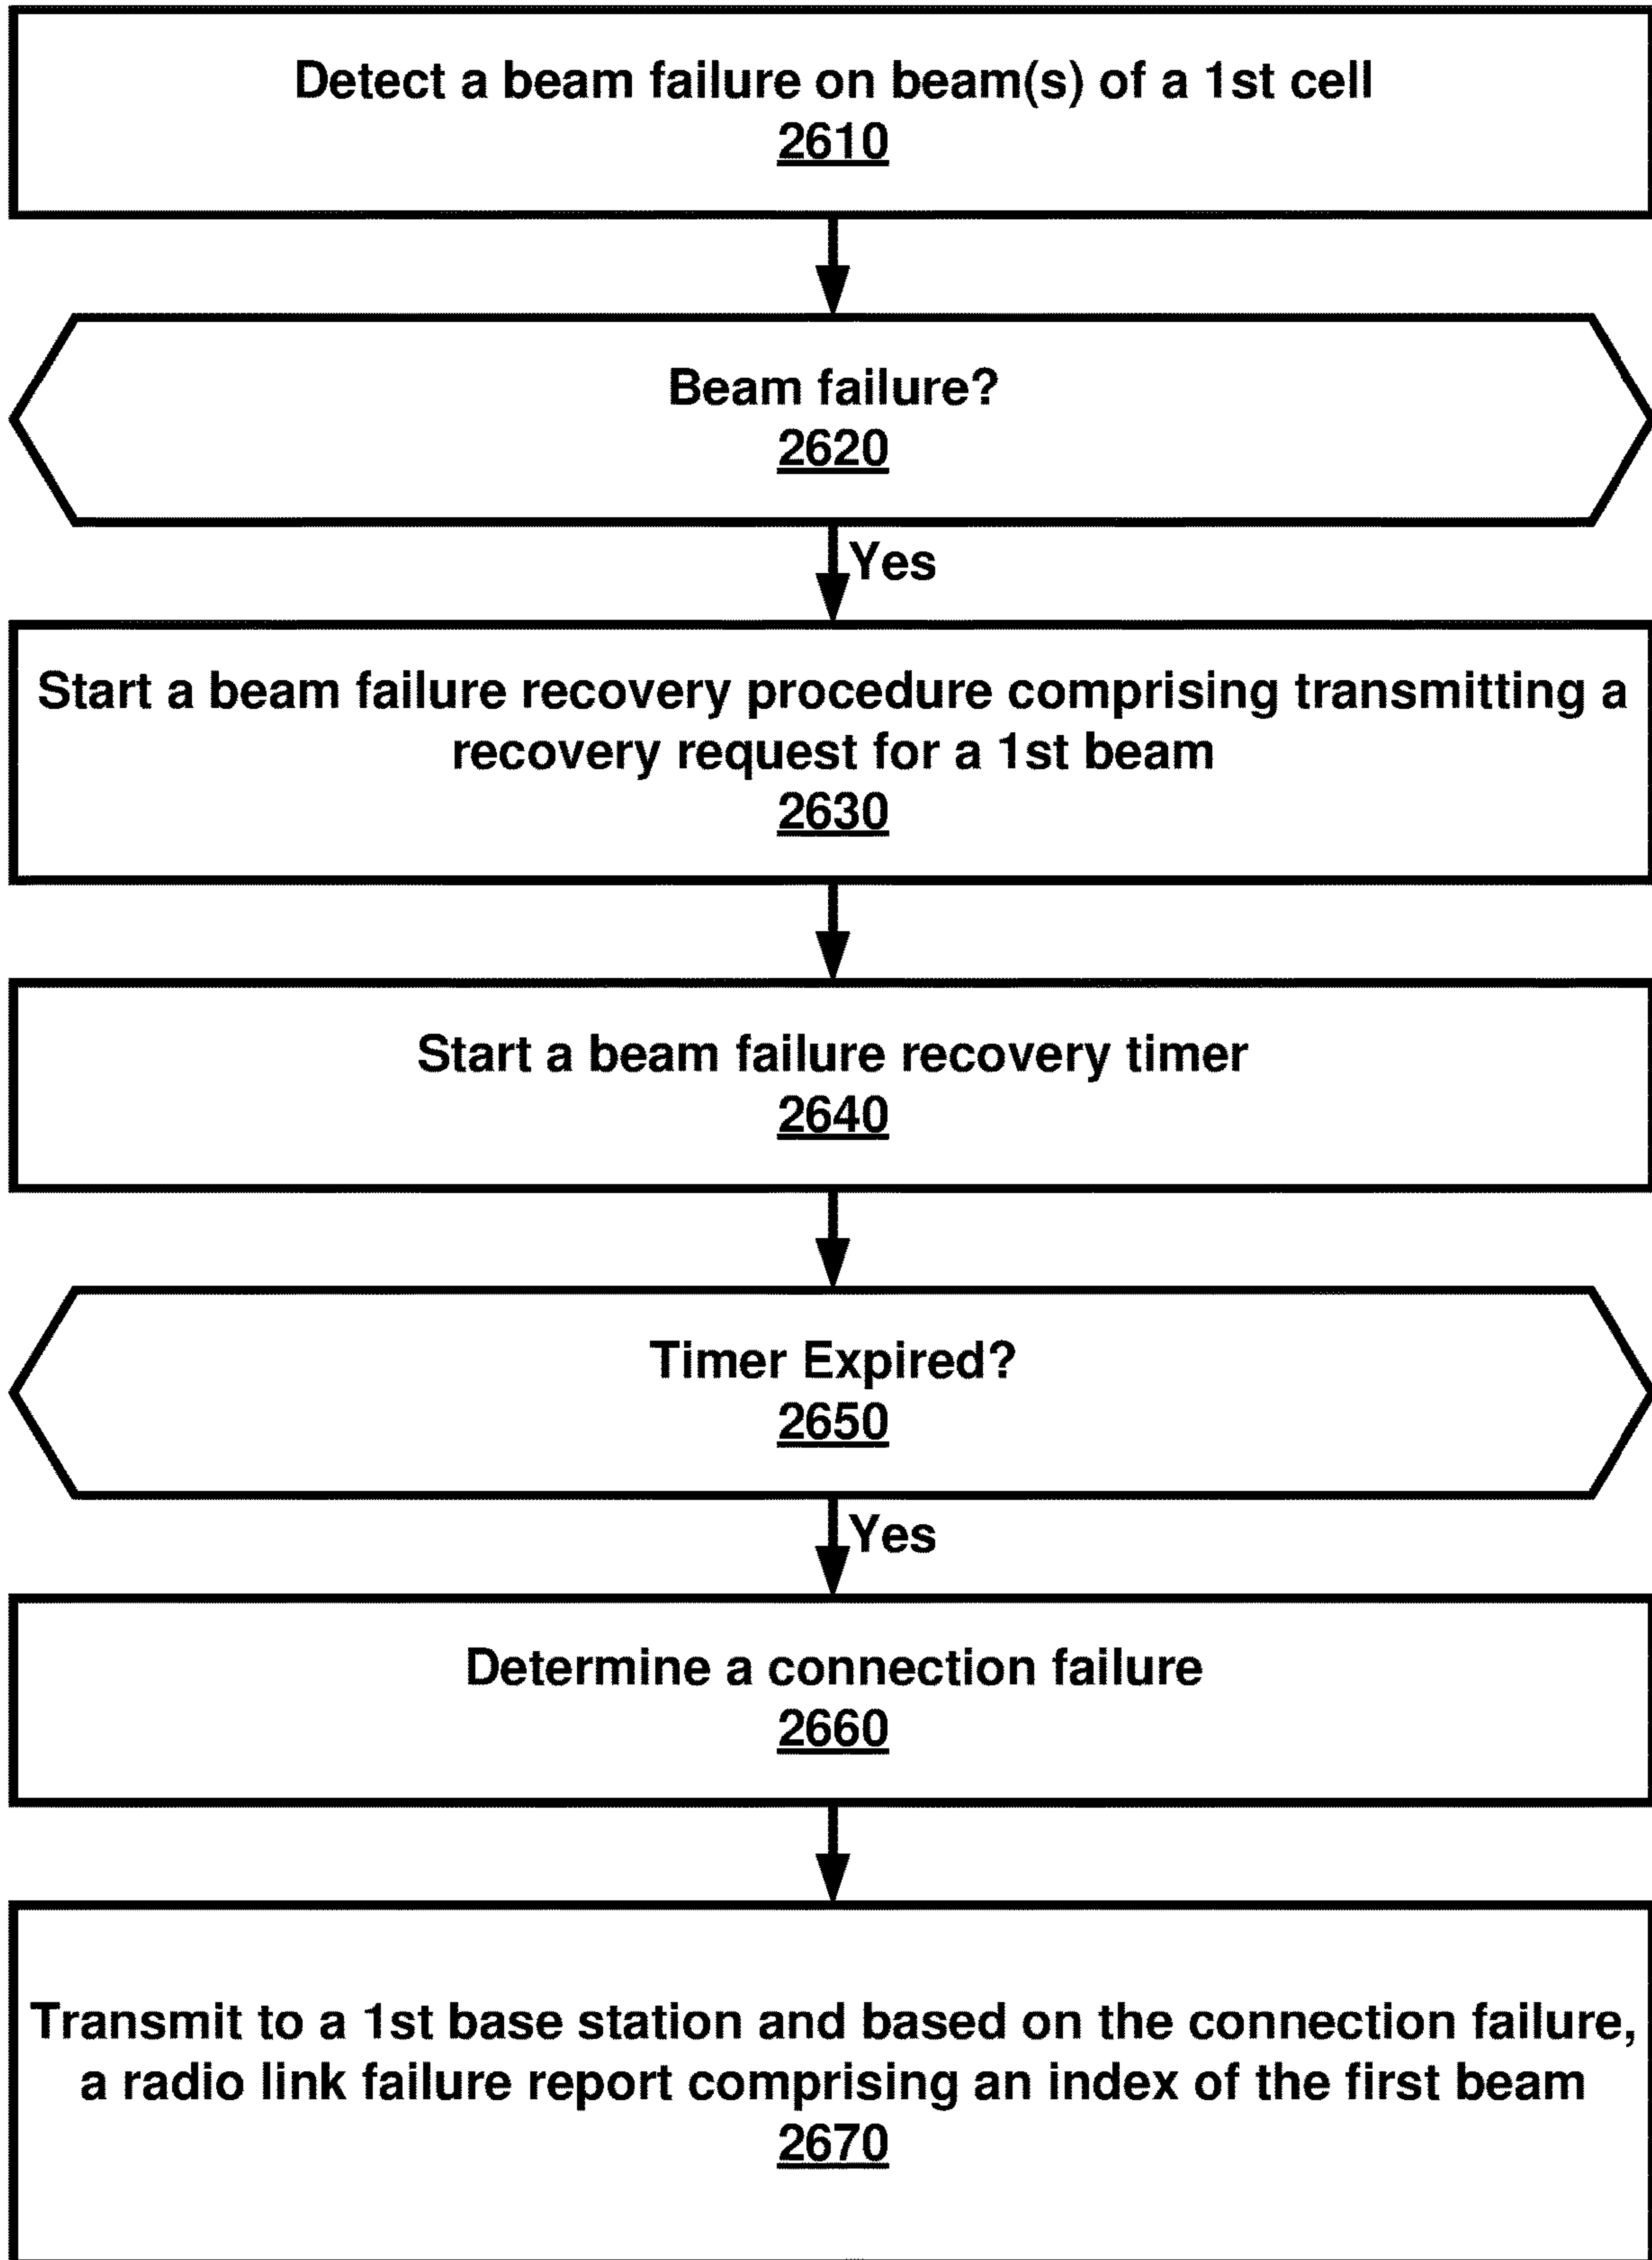 Detect a beam failure on beam(s) of a 1st cell
2610
Beam failure?
2620
Yes
Start a beam failure recovery procedure comprising transmitting a
recovery request for a 1st beam
2630
Start a beam failure recovery timer
2640
Timer Expired?
2650
Yes
Determine a connection failure
2660
Transmit to a 1st base station and based on the connection failure,
a radio link failure report comprising an index of the first beam
2670